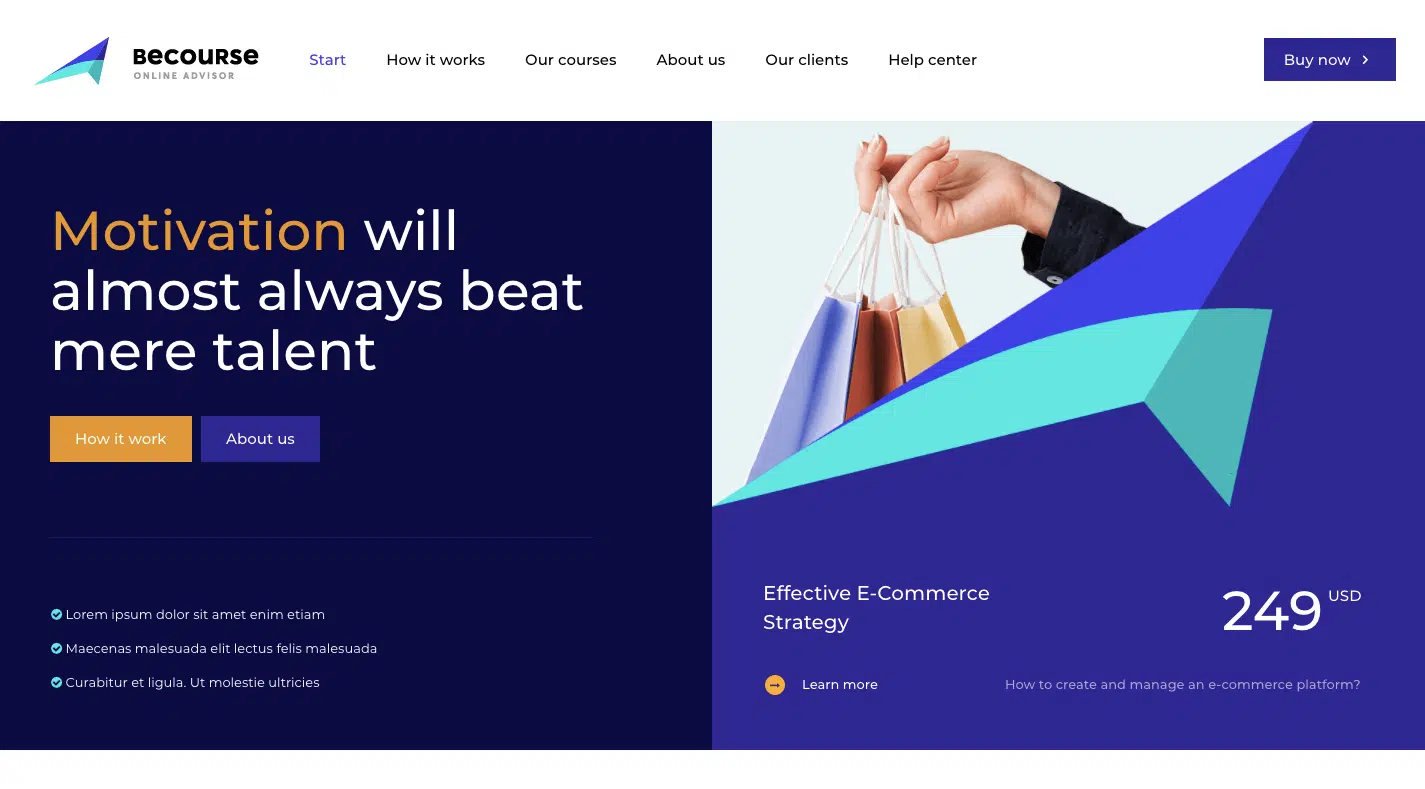 BECOURSE
ONLINE ADVISOR
Start
How it works
Our courses
About us
Our clients
Help center
Buy now
Motivation will
almost always beat
mere talent
How it work
About us
Lorem ipsum dolor sit amet enim etiam
Maecenas malesuada elit lectus felis malesuada
Curabitur et ligula. Ut molestie ultricies
Effective E-Commerce
Strategy
249 USD
Learn more
How to create and manage an e-commerce platform?